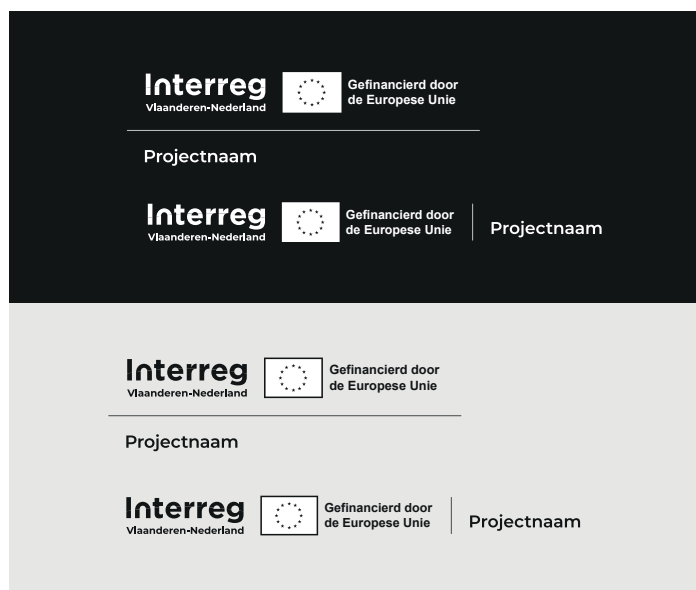 Interreg
Vlaanderen-Nederland
Gefinancierd door
de Europese Unie
Projectnaam
Interreg
Vlaanderen-Nederland
Gefinancierd door
de Europese Unie
Projectnaam
Interreg
Vlaanderen-Nederland
Gefinancierd door
de Europese Unie
Projectnaam
Interreg
Vlaanderen-Nederland
Gefinancierd door
de Europese Unie
Projectnaam